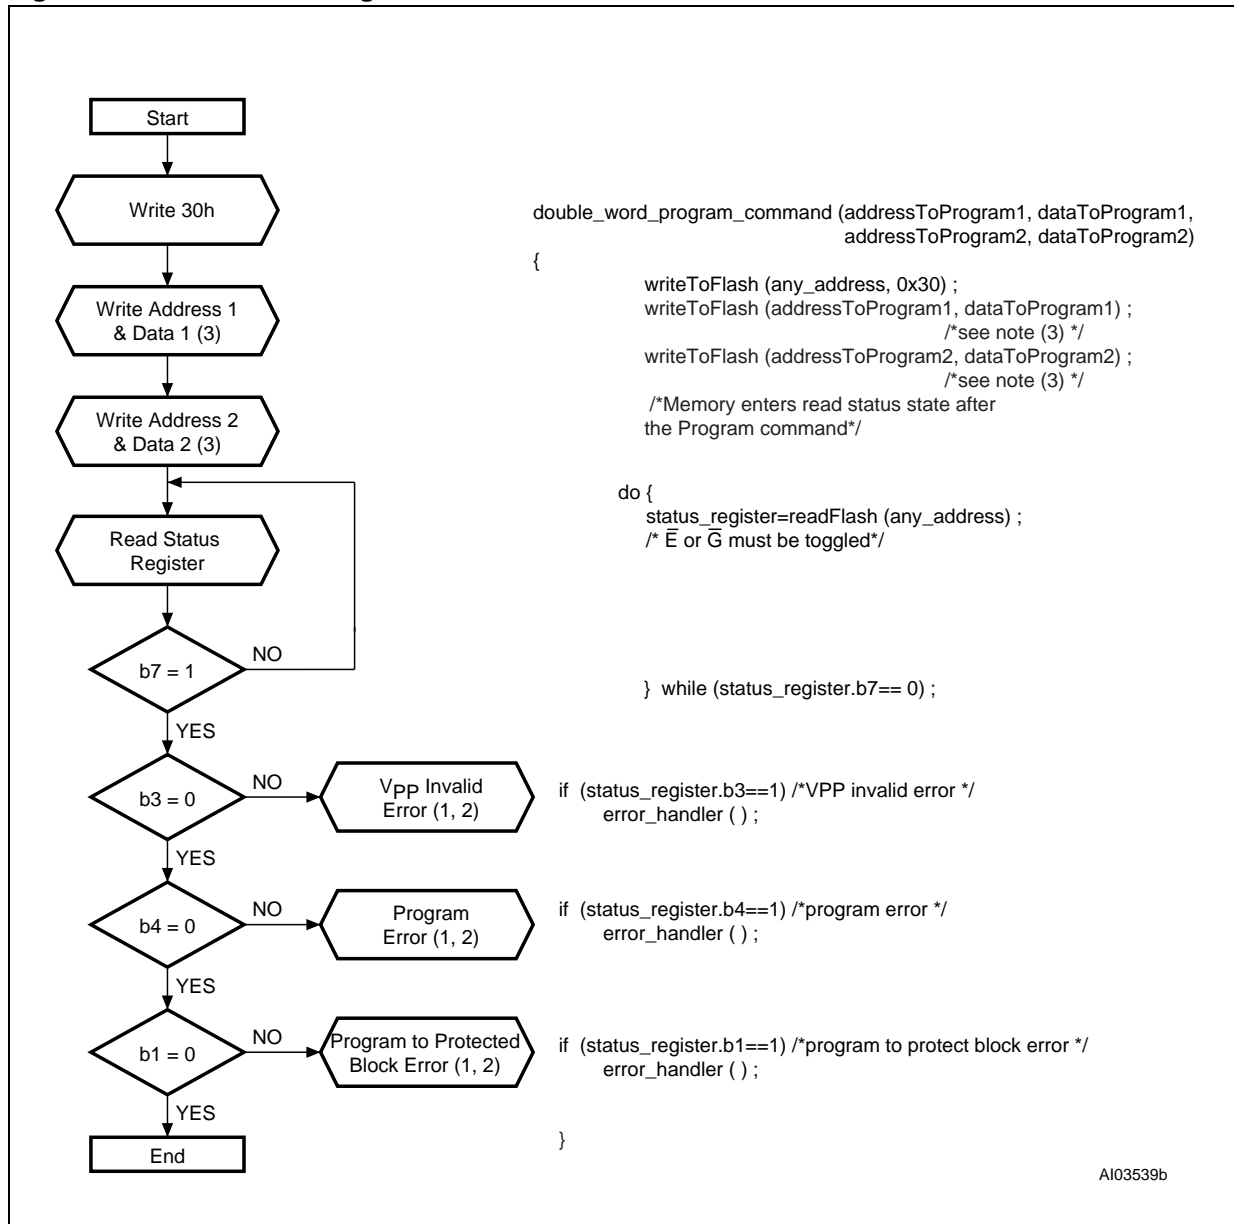 Start
Write 30h
Write Address 1
& Data 1 (3)
Write Address 2
& Data 2 (3)
Read Status
Register
b7 = 1
NO
YES
b3 = 0
NO
VPP Invalid
Error (1, 2)
YES
b4 = 0
NO
Program
Error (1, 2)
YES
b1 = 0
NO
Program to Protected
Block Error (1, 2)
YES
End
double_word_program_command (addressToProgram1, dataToProgram1,
addressToProgram2, dataToProgram2)
{
writeToFlash (any_address, 0x30) ;
writeToFlash (addressToProgram1, dataToProgram1) ;
/*see note (3) */
writeToFlash (addressToProgram2, dataToProgram2) ;
/*see note (3) */
/*Memory enters read status state after
the Program command*/
do {
status_register=readFlash (any_address) ;
/* E̅ or G̅ must be toggled*/
} while (status_register.b7== 0) ;
if (status_register.b3==1) /*VPP invalid error */
error_handler ( ) ;
if (status_register.b4==1) /*program error */
error_handler ( ) ;
if (status_register.b1==1) /*program to protect block error */
error_handler ( ) ;
}
AI03539b